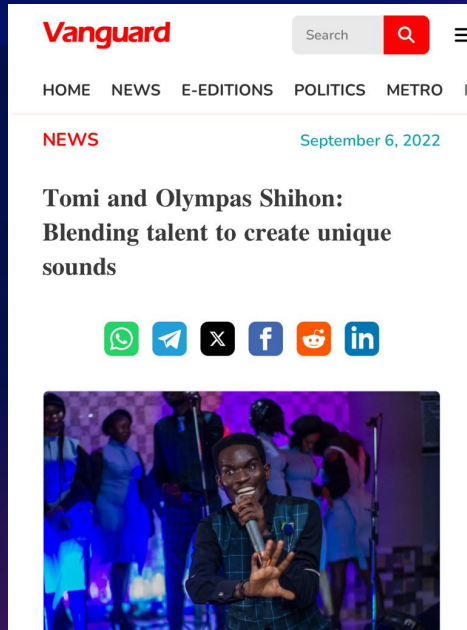 Vanguard
Search
HOME NEWS E-EDITIONS POLITICS METRO
NEWS
September 6, 2022
Tomi and Olympas Shihon:
Blending talent to create unique
sounds